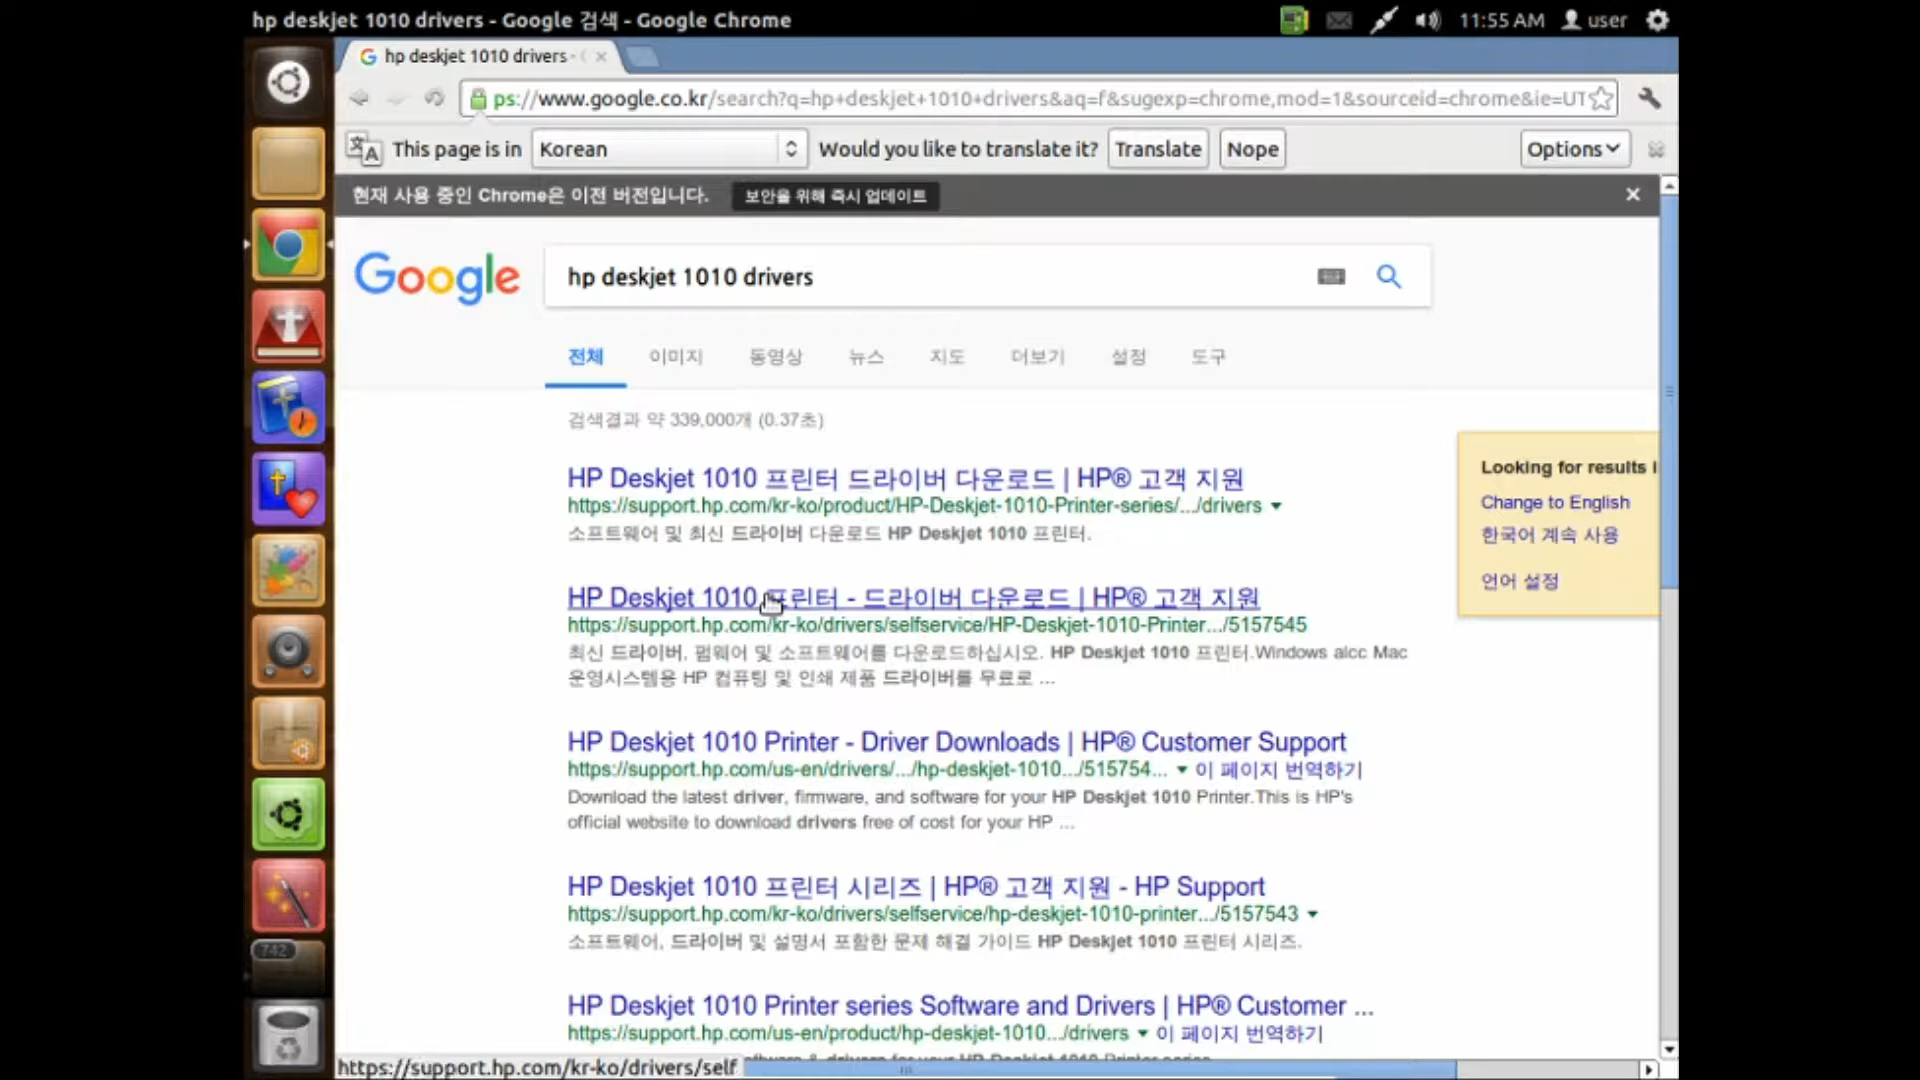 hp deskjet 1010 drivers - Google 검색 - Google Chrome
11:55 AM user
hp deskjet 1010 drivers -
ps://www.google.co.kr/search?q=hp+deskjet+1010+drivers&aq=f&sugexp=chrome,mod=1&sourceid=chrome&ie=UT
This page is in Korean Would you like to translate it? Translate Nope Options
현재 사용 중인 Chrome은 이전 버전입니다. 보안을 위해 즉시 업데이트
Google hp deskjet 1010 drivers
전체 이미지 동영상 뉴스 지도 더보기 설정 도구
검색결과 약 339,000개 (0.37초)
HP Deskjet 1010 프린터 드라이버 다운로드 | HP® 고객 지원
https://support.hp.com/kr-ko/product/HP-Deskjet-1010-Printer-series/.../drivers
소프트웨어 및 최신 드라이버 다운로드 HP Deskjet 1010 프린터.
HP Deskjet 1010 프린터 - 드라이버 다운로드 | HP® 고객 지원
https://support.hp.com/kr-ko/drivers/selfservice/HP-Deskjet-1010-Printer.../5157545
최신 드라이버, 펌웨어 및 소프트웨어를 다운로드하십시오. HP Deskjet 1010 프린터.Windows alcc Mac
운영시스템용 HP 컴퓨팅 및 인쇄 제품 드라이버를 무료로 ...
HP Deskjet 1010 Printer - Driver Downloads | HP® Customer Support
https://support.hp.com/us-en/drivers/.../hp-deskjet-1010.../515754... 이 페이지 번역하기
Download the latest driver, firmware, and software for your HP Deskjet 1010 Printer.This is HP's
official website to download drivers free of cost for your HP ...
HP Deskjet 1010 프린터 시리즈 | HP® 고객 지원 - HP Support
https://support.hp.com/kr-ko/drivers/selfservice/hp-deskjet-1010-printer.../5157543
소프트웨어, 드라이버 및 설명서 포함한 문제 해결 가이드 HP Deskjet 1010 프린터 시리즈.
HP Deskjet 1010 Printer series Software and Drivers | HP® Customer ...
https://support.hp.com/us-en/product/hp-deskjet-1010.../drivers 이 페이지 번역하기
Looking for results i
Change to English
한국어 계속 사용
언어 설정
742
https://support.hp.com/kr-ko/drivers/self